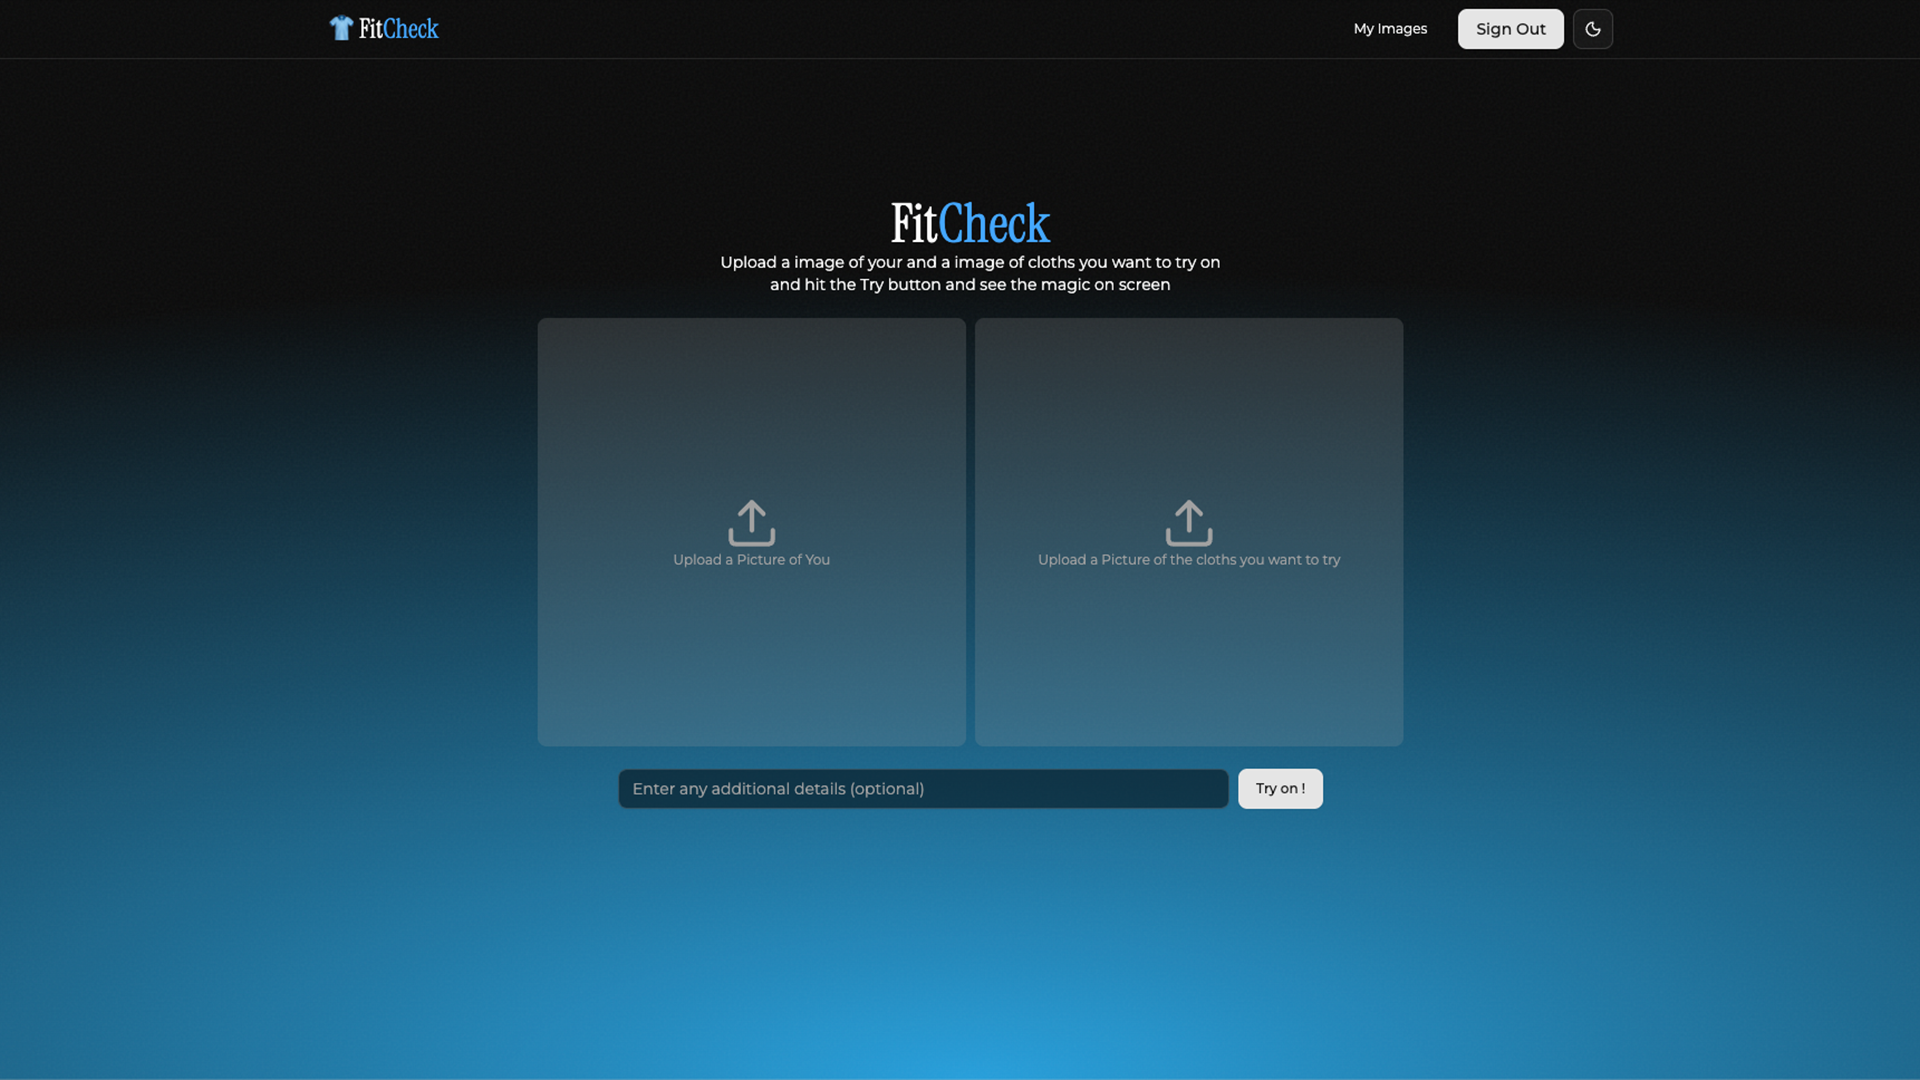 FitCheck
My Images
Sign Out
FitCheck
Upload a image of your and a image of cloths you want to try on
and hit the Try button and see the magic on screen
Upload a Picture of You
Upload a Picture of the cloths you want to try
Enter any additional details (optional)
Try on !